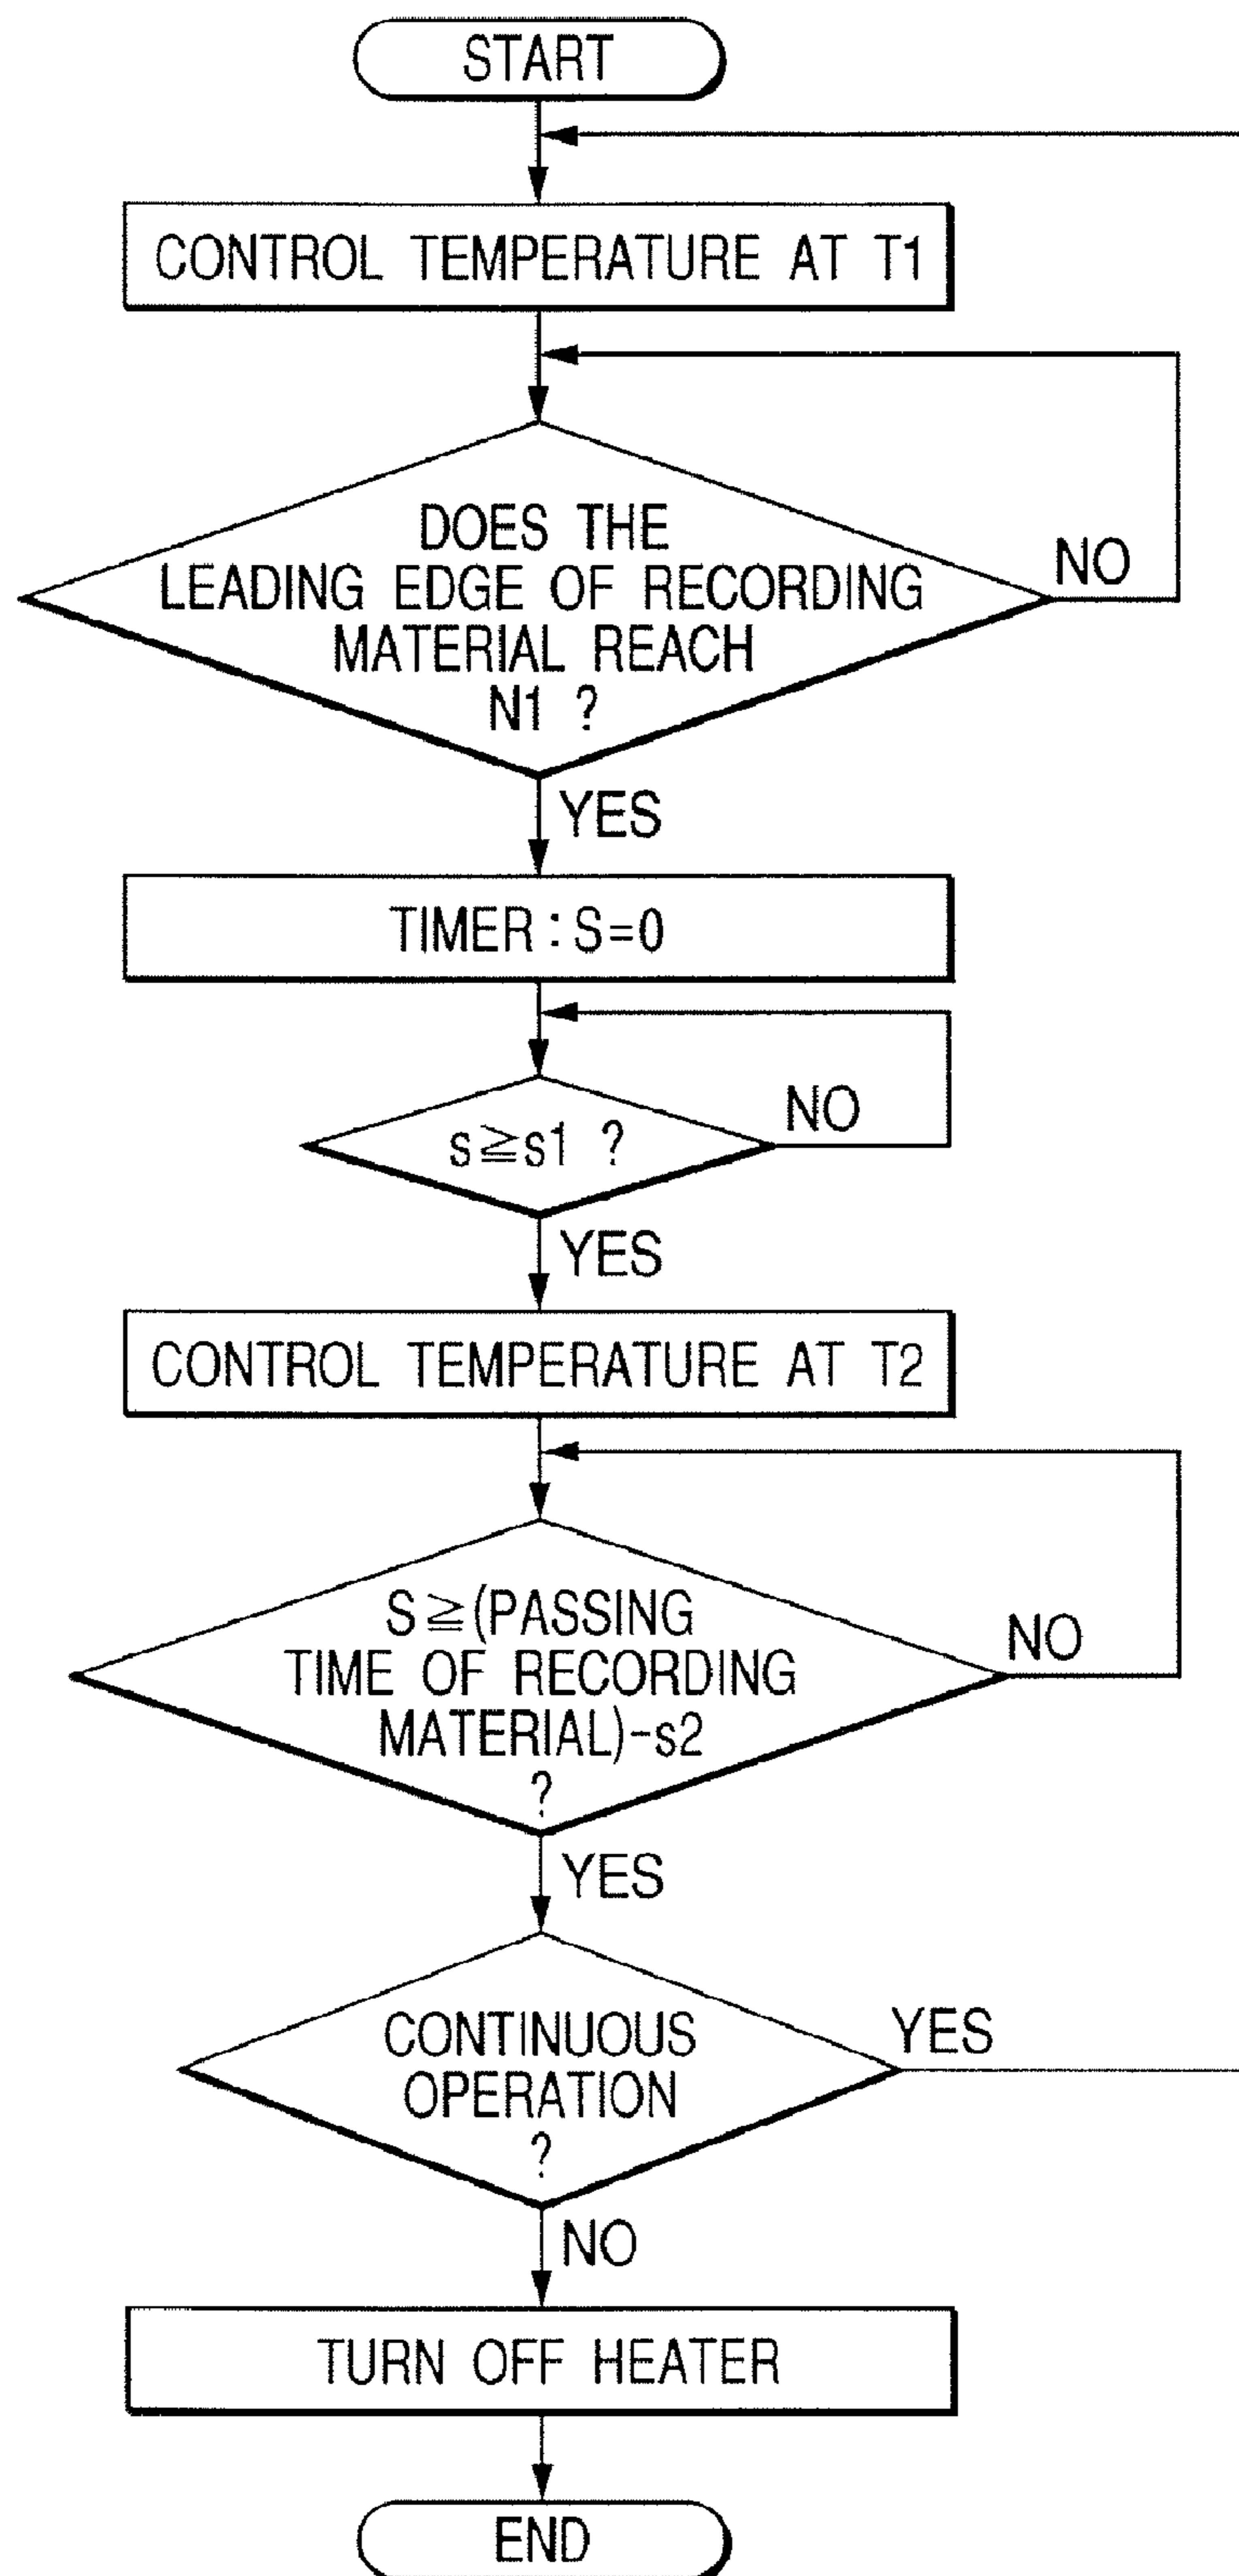 START
CONTROL TEMPERATURE AT T1
DOES THE
LEADING EDGE OF RECORDING
MATERIAL REACH
N1 ?
NO
YES
TIMER : S=0
s≧s1 ?
NO
YES
CONTROL TEMPERATURE AT T2
S≧(PASSING
TIME OF RECORDING
MATERIAL)-s2
?
NO
YES
CONTINUOUS
OPERATION
?
YES
NO
TURN OFF HEATER
END